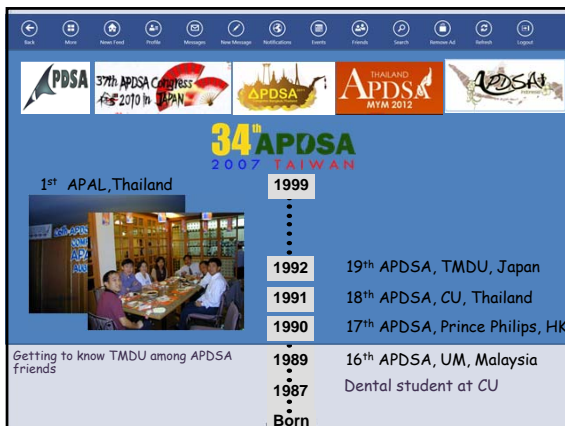 Back More News Feed Profile Messages New Message Notifications Events Friends Search Remove Ad Refresh Logout
PDSA
37th APDSA Congress
2010 In JAPAN
APDSA
THAILAND
APDSA
MYM 2012
APDSA
34th APDSA
2007 TAIWAN
1st APAL,Thailand
1999
1992
19th APDSA, TMDU, Japan
1991
18th APDSA, CU, Thailand
1990
17th APDSA, Prince Philips, HK
Getting to know TMDU among APDSA
friends
1989
16th APDSA, UM, Malaysia
1987
Dental student at CU
Born